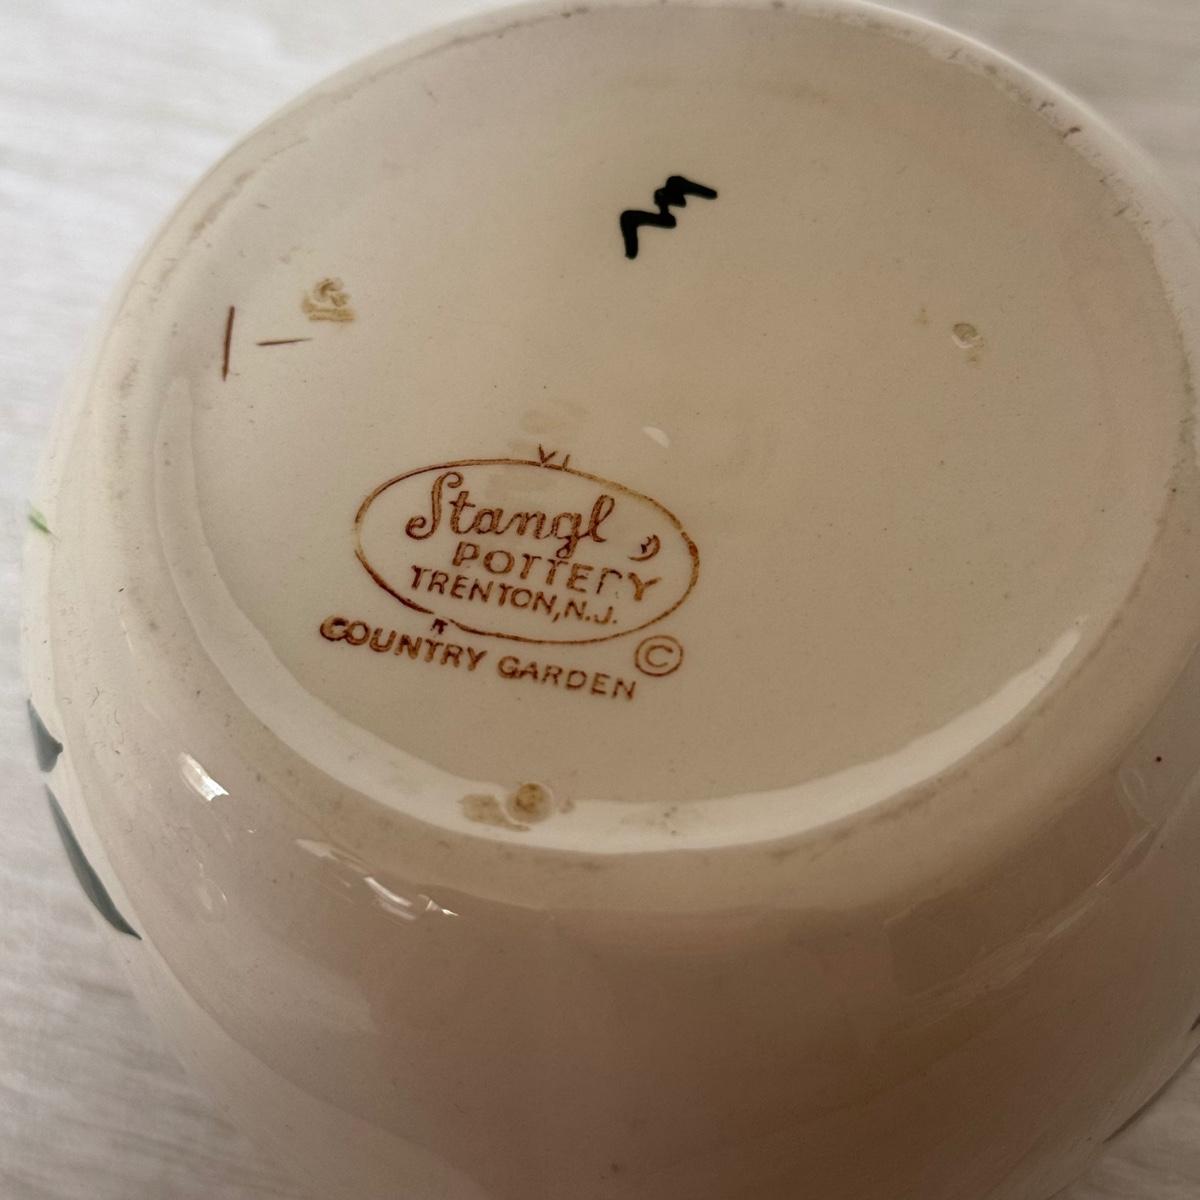 Stangl
POTTERY
TRENTON, N.J.
COUNTRY GARDEN ©